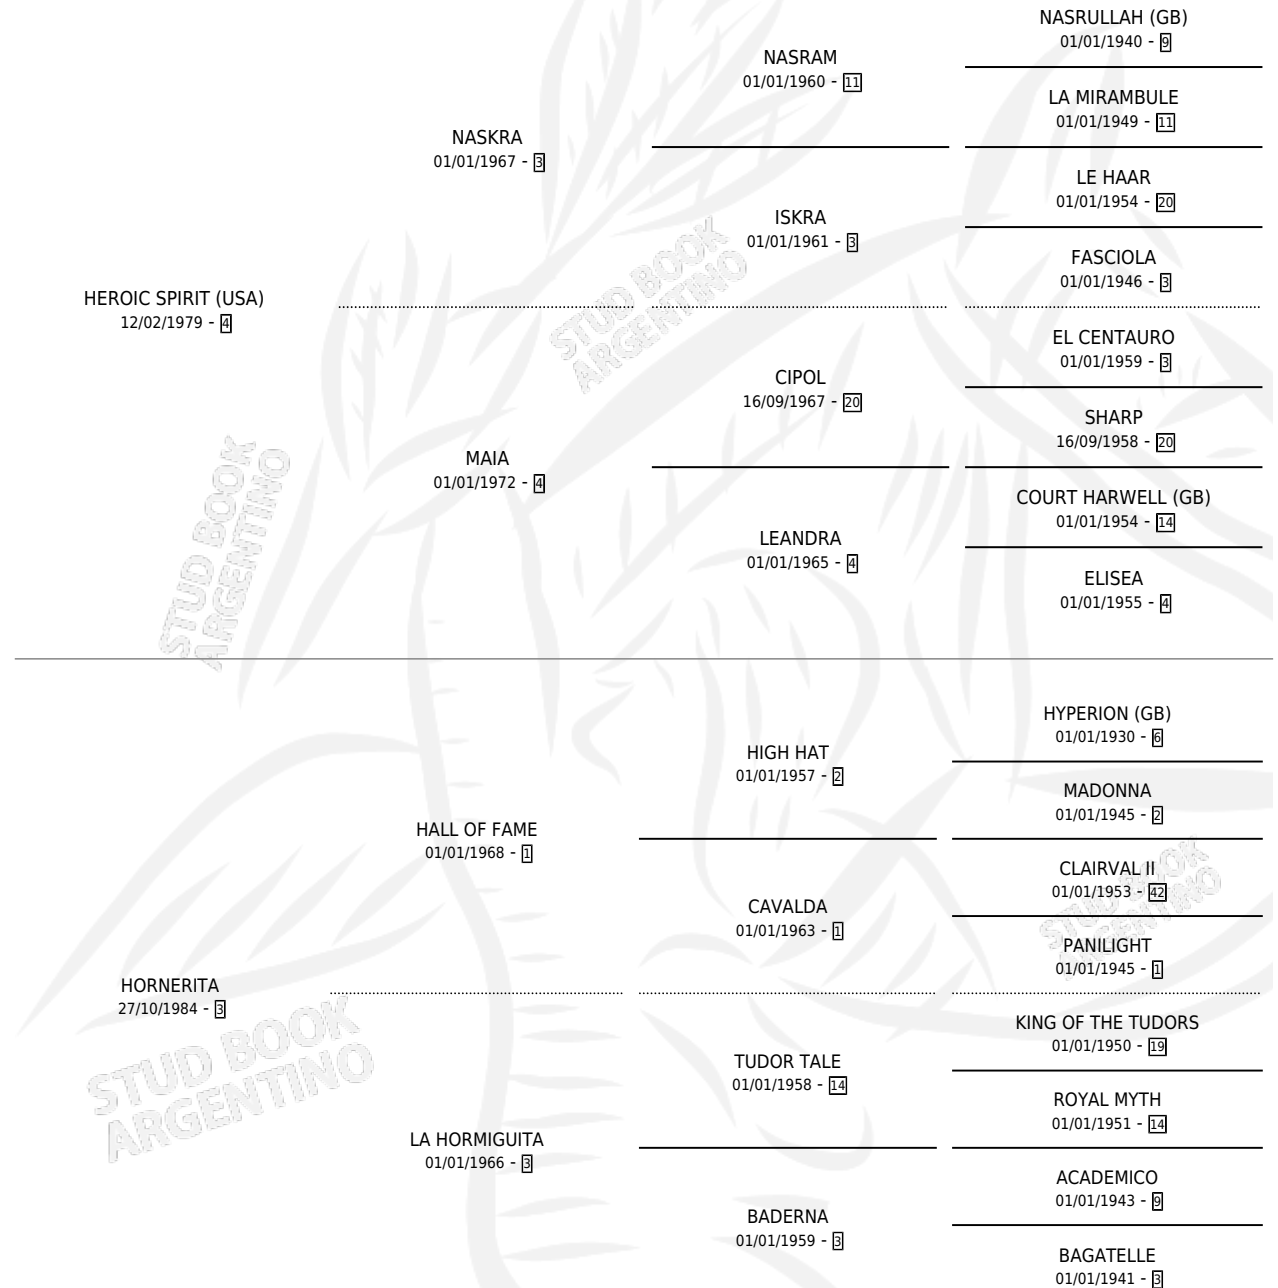 NASRULLAH (GB)
01/01/1940 - 9
NASRAM
01/01/1960 - 11
LA MIRAMBULE
01/01/1949 - 11
NASKRA
01/01/1967 - 3
LE HAAR
01/01/1954 - 20
ISKRA
01/01/1961 - 3
FASCIOLA
01/01/1946 - 3
HEROIC SPIRIT (USA)
12/02/1979 - 4
EL CENTAURO
01/01/1959 - 3
CIPOL
16/09/1967 - 20
SHARP
16/09/1958 - 20
MAIA
01/01/1972 - 4
COURT HARWELL (GB)
01/01/1954 - 14
LEANDRA
01/01/1965 - 4
ELISEA
01/01/1955 - 4
STUD BOOK
ARGENTINO
STUD BOOK
ARGENTINO
HYPERION (GB)
01/01/1930 - 6
HIGH HAT
01/01/1957 - 2
MADONNA
01/01/1945 - 2
HALL OF FAME
01/01/1968 - 1
CLAIRVAL II
01/01/1953 - 42
CAVALDA
01/01/1963 - 1
PANILIGHT
01/01/1945 - 1
HORNERITA
27/10/1984 - 3
KING OF THE TUDORS
01/01/1950 - 19
TUDOR TALE
01/01/1958 - 14
ROYAL MYTH
01/01/1951 - 14
LA HORMIGUITA
01/01/1966 - 3
ACADEMICO
01/01/1943 - 9
BADERNA
01/01/1959 - 3
BAGATELLE
01/01/1941 - 3
STUD BOOK
ARGENTINO
STUD BOOK
ARGENTINO